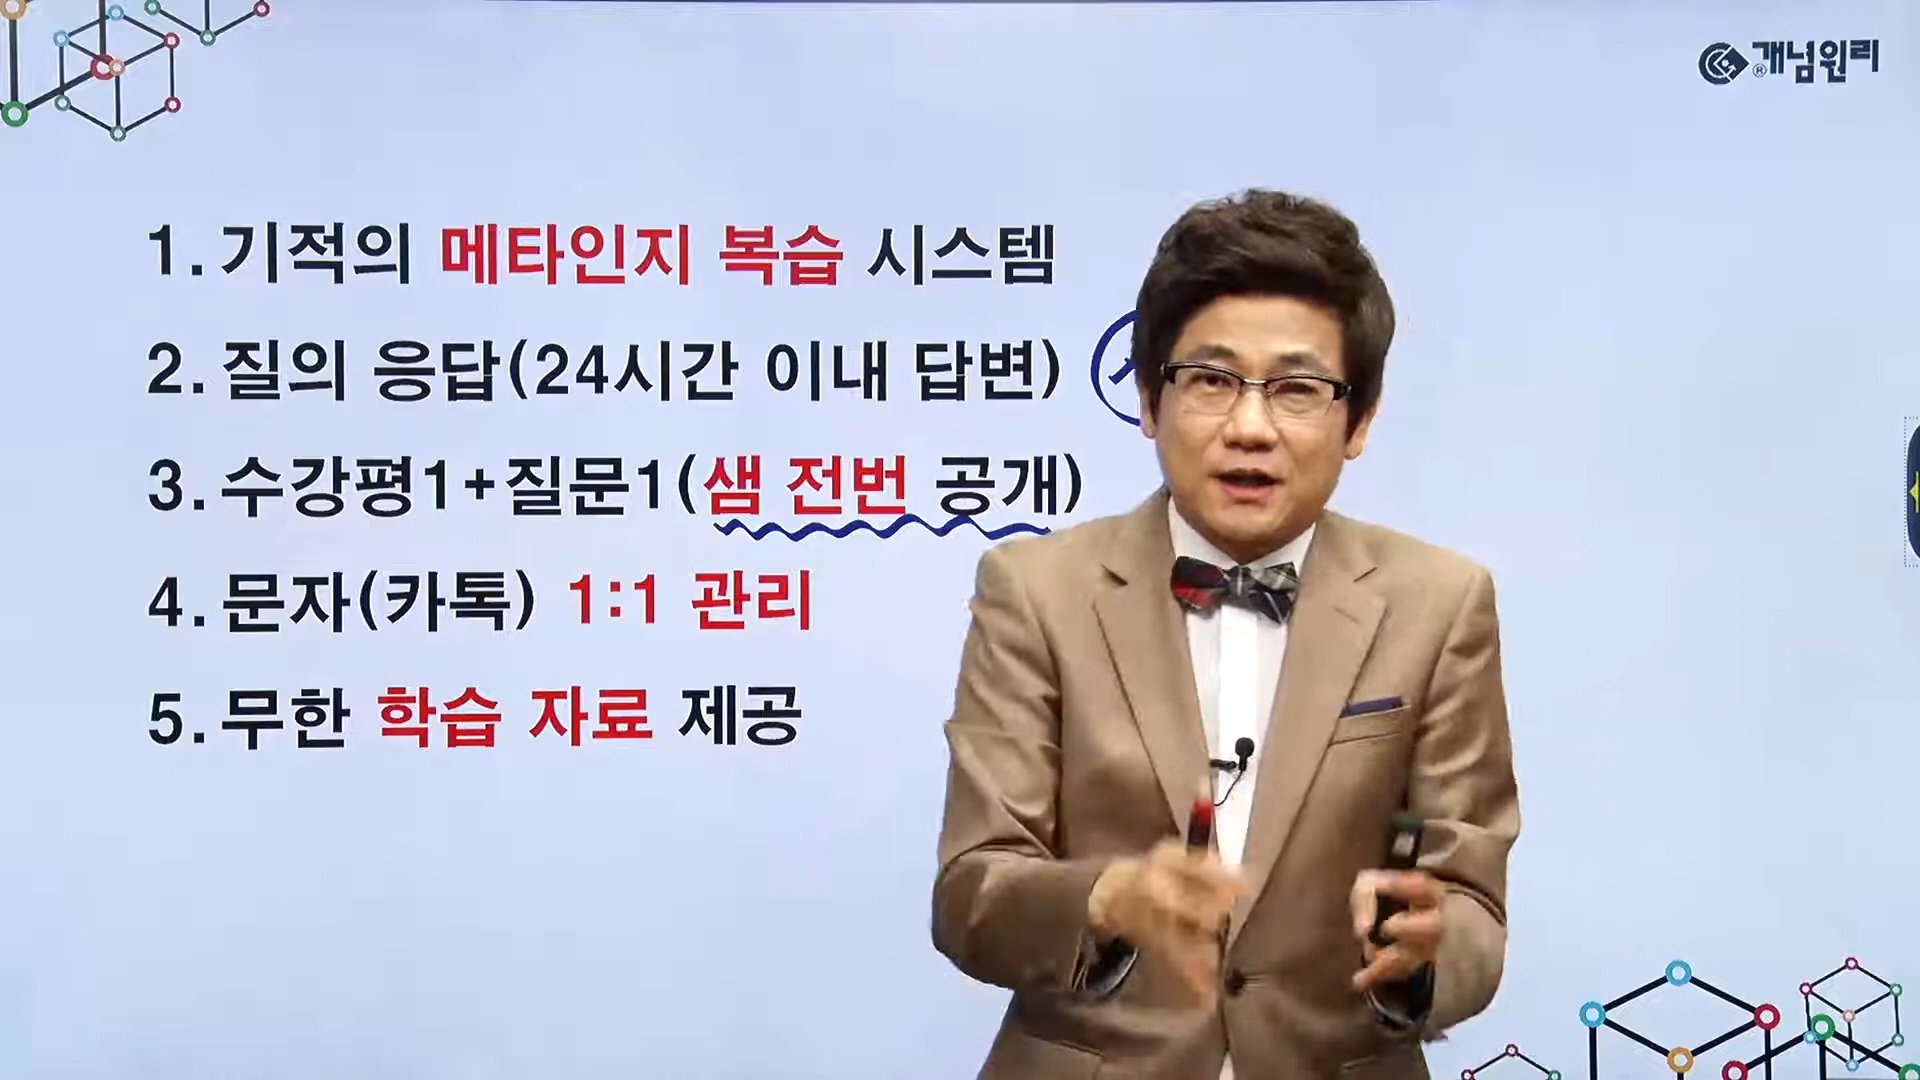 개념원리
1. 기적의 메타인지 복습 시스템
2. 질의 응답(24시간 이내 답변)
3. 수강평1+질문1(샘 전번 공개)
4. 문자(카톡) 1:1 관리
5. 무한 학습 자료 제공